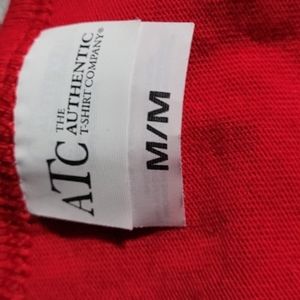 ATC
THE
AUTHENTIC
T-SHIRT COMPANY®
M/M